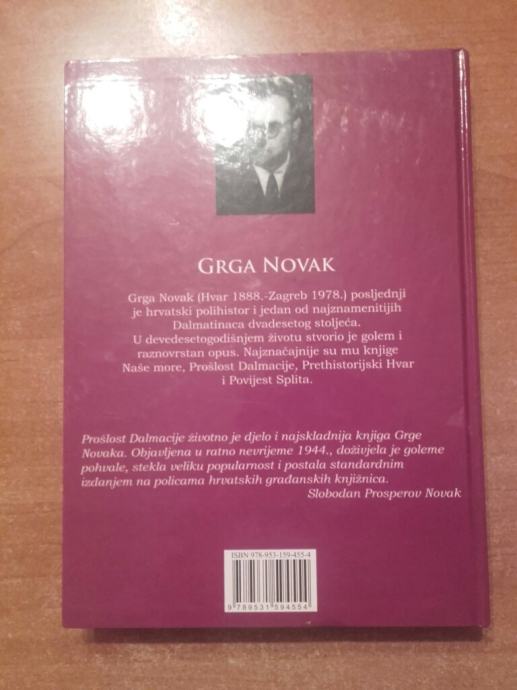 GRGA NOVAK
Grga Novak (Hvar 1888.-Zagreb 1978.) posljednji
je hrvatski polihistor i jedan od najznamenitijih
Dalmatinaca dvadesetog stoljeća.
U devedesetogodišnjem životu stvorio je golem i
raznovrstan opus. Najznačajnije su mu knjige
Naše more, Prošlost Dalmacije, Prethistorijski Hvar
i Povijest Splita.
Prošlost Dalmacije životno je djelo i najskladnija knjiga Grge
Novaka. Objavljena u ratno nevrijeme 1944., doživjela je goleme
pohvale, stekla veliku popularnost i postala standardnim
izdanjem na policama hrvatskih građanskih knjižnica.
Slobodan Prosperov Novak
ISBN 978-953-159-455-4
9 789531 594554